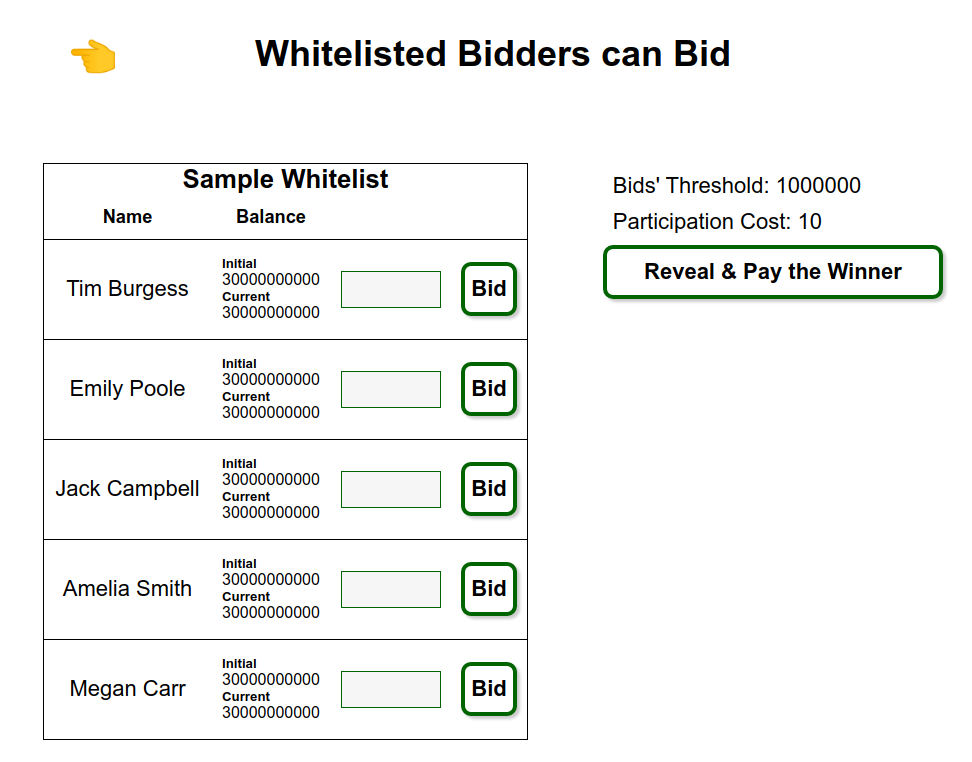 Whitelisted Bidders can Bid
Sample Whitelist
Name Balance
Tim Burgess
Initial
30000000000
Current
30000000000
Bid
Emily Poole
Initial
30000000000
Current
30000000000
Bid
Jack Campbell
Initial
30000000000
Current
30000000000
Bid
Amelia Smith
Initial
30000000000
Current
30000000000
Bid
Megan Carr
Initial
30000000000
Current
30000000000
Bid
Bids' Threshold: 1000000
Participation Cost: 10
Reveal & Pay the Winner